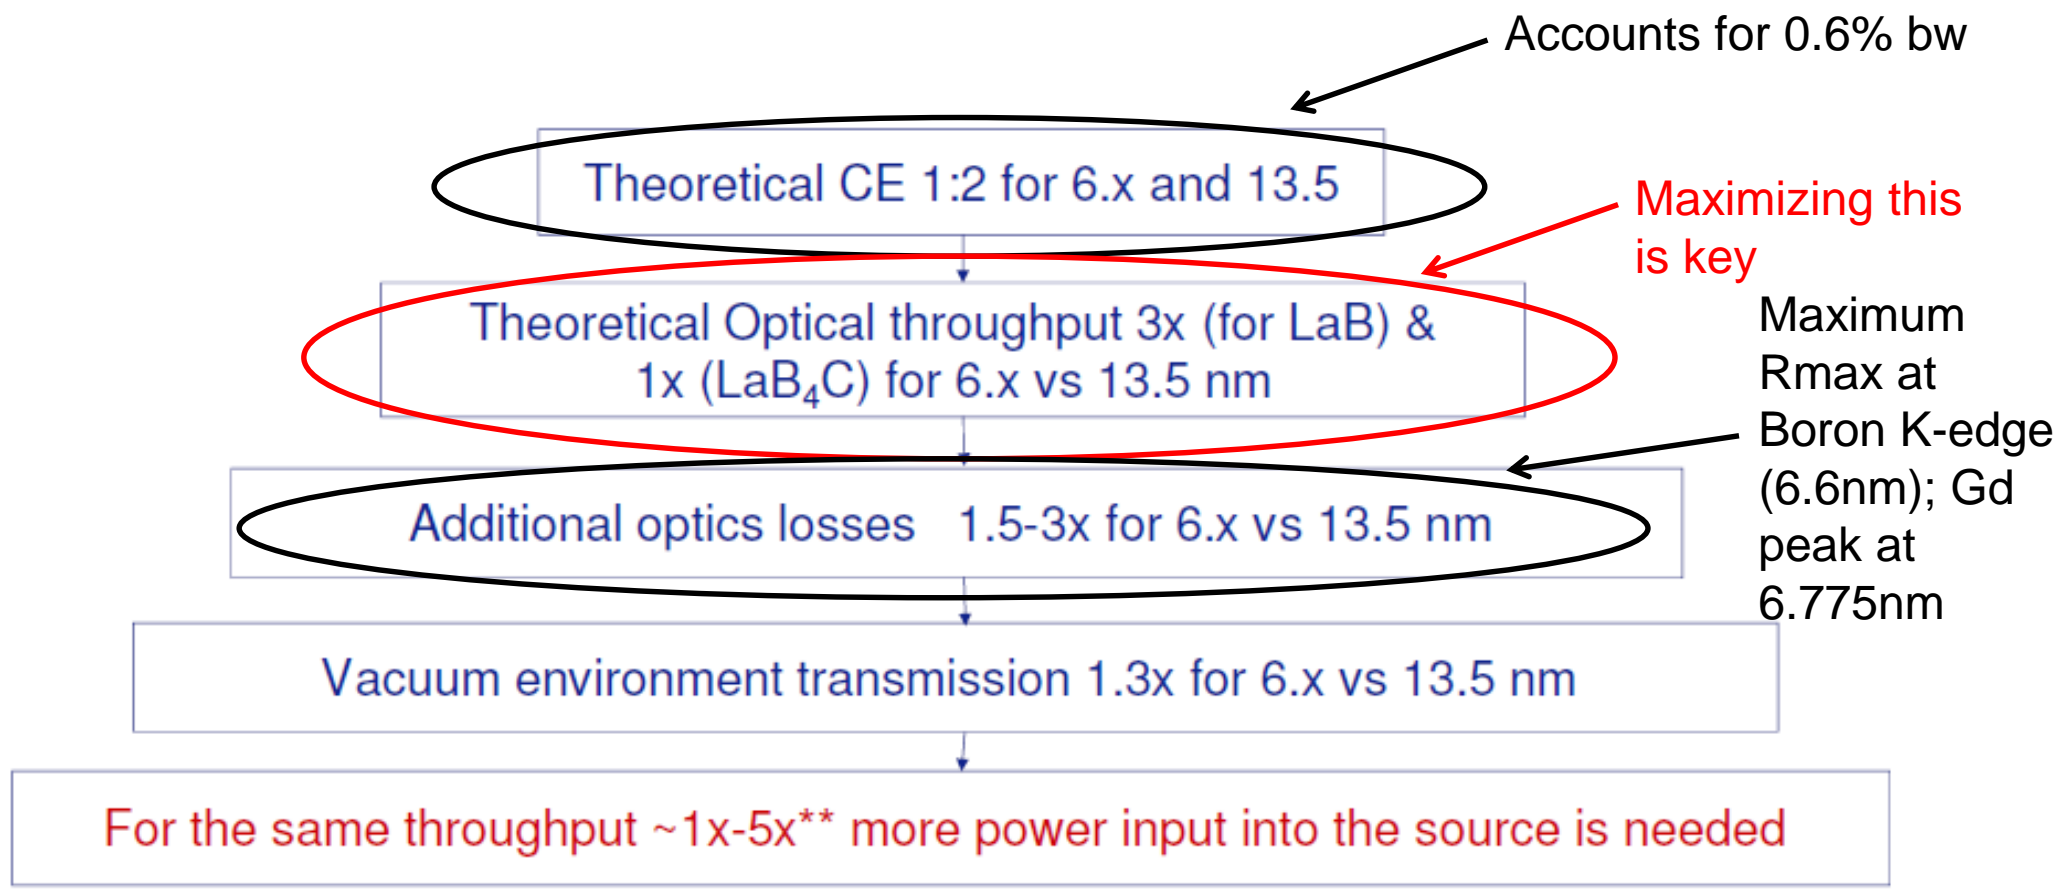 Accounts for 0.6% bw
Theoretical CE 1:2 for 6.x and 13.5
Maximizing this
is key
Theoretical Optical throughput 3x (for LaB) &
1x (LaB₄C) for 6.x vs 13.5 nm
Maximum
Rmax at
Boron K-edge
(6.6nm); Gd
peak at
6.775nm
Additional optics losses 1.5-3x for 6.x vs 13.5 nm
Vacuum environment transmission 1.3x for 6.x vs 13.5 nm
For the same throughput ~1x-5x** more power input into the source is needed